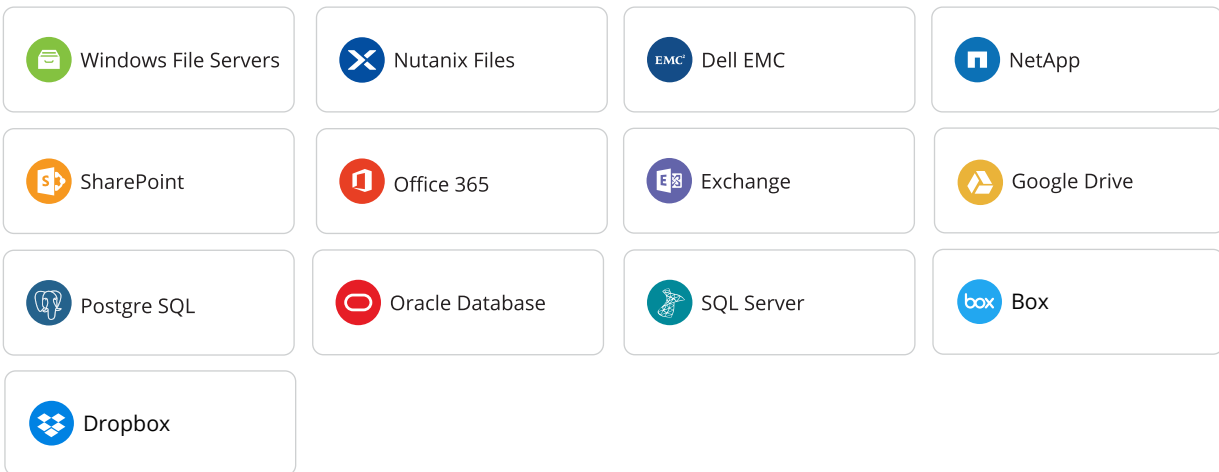 Windows File Servers
Nutanix Files
EMC²
Dell EMC
NetApp
S
SharePoint
Office 365
E
Exchange
Google Drive
Postgre SQL
Oracle Database
SQL Server
box
Box
Dropbox